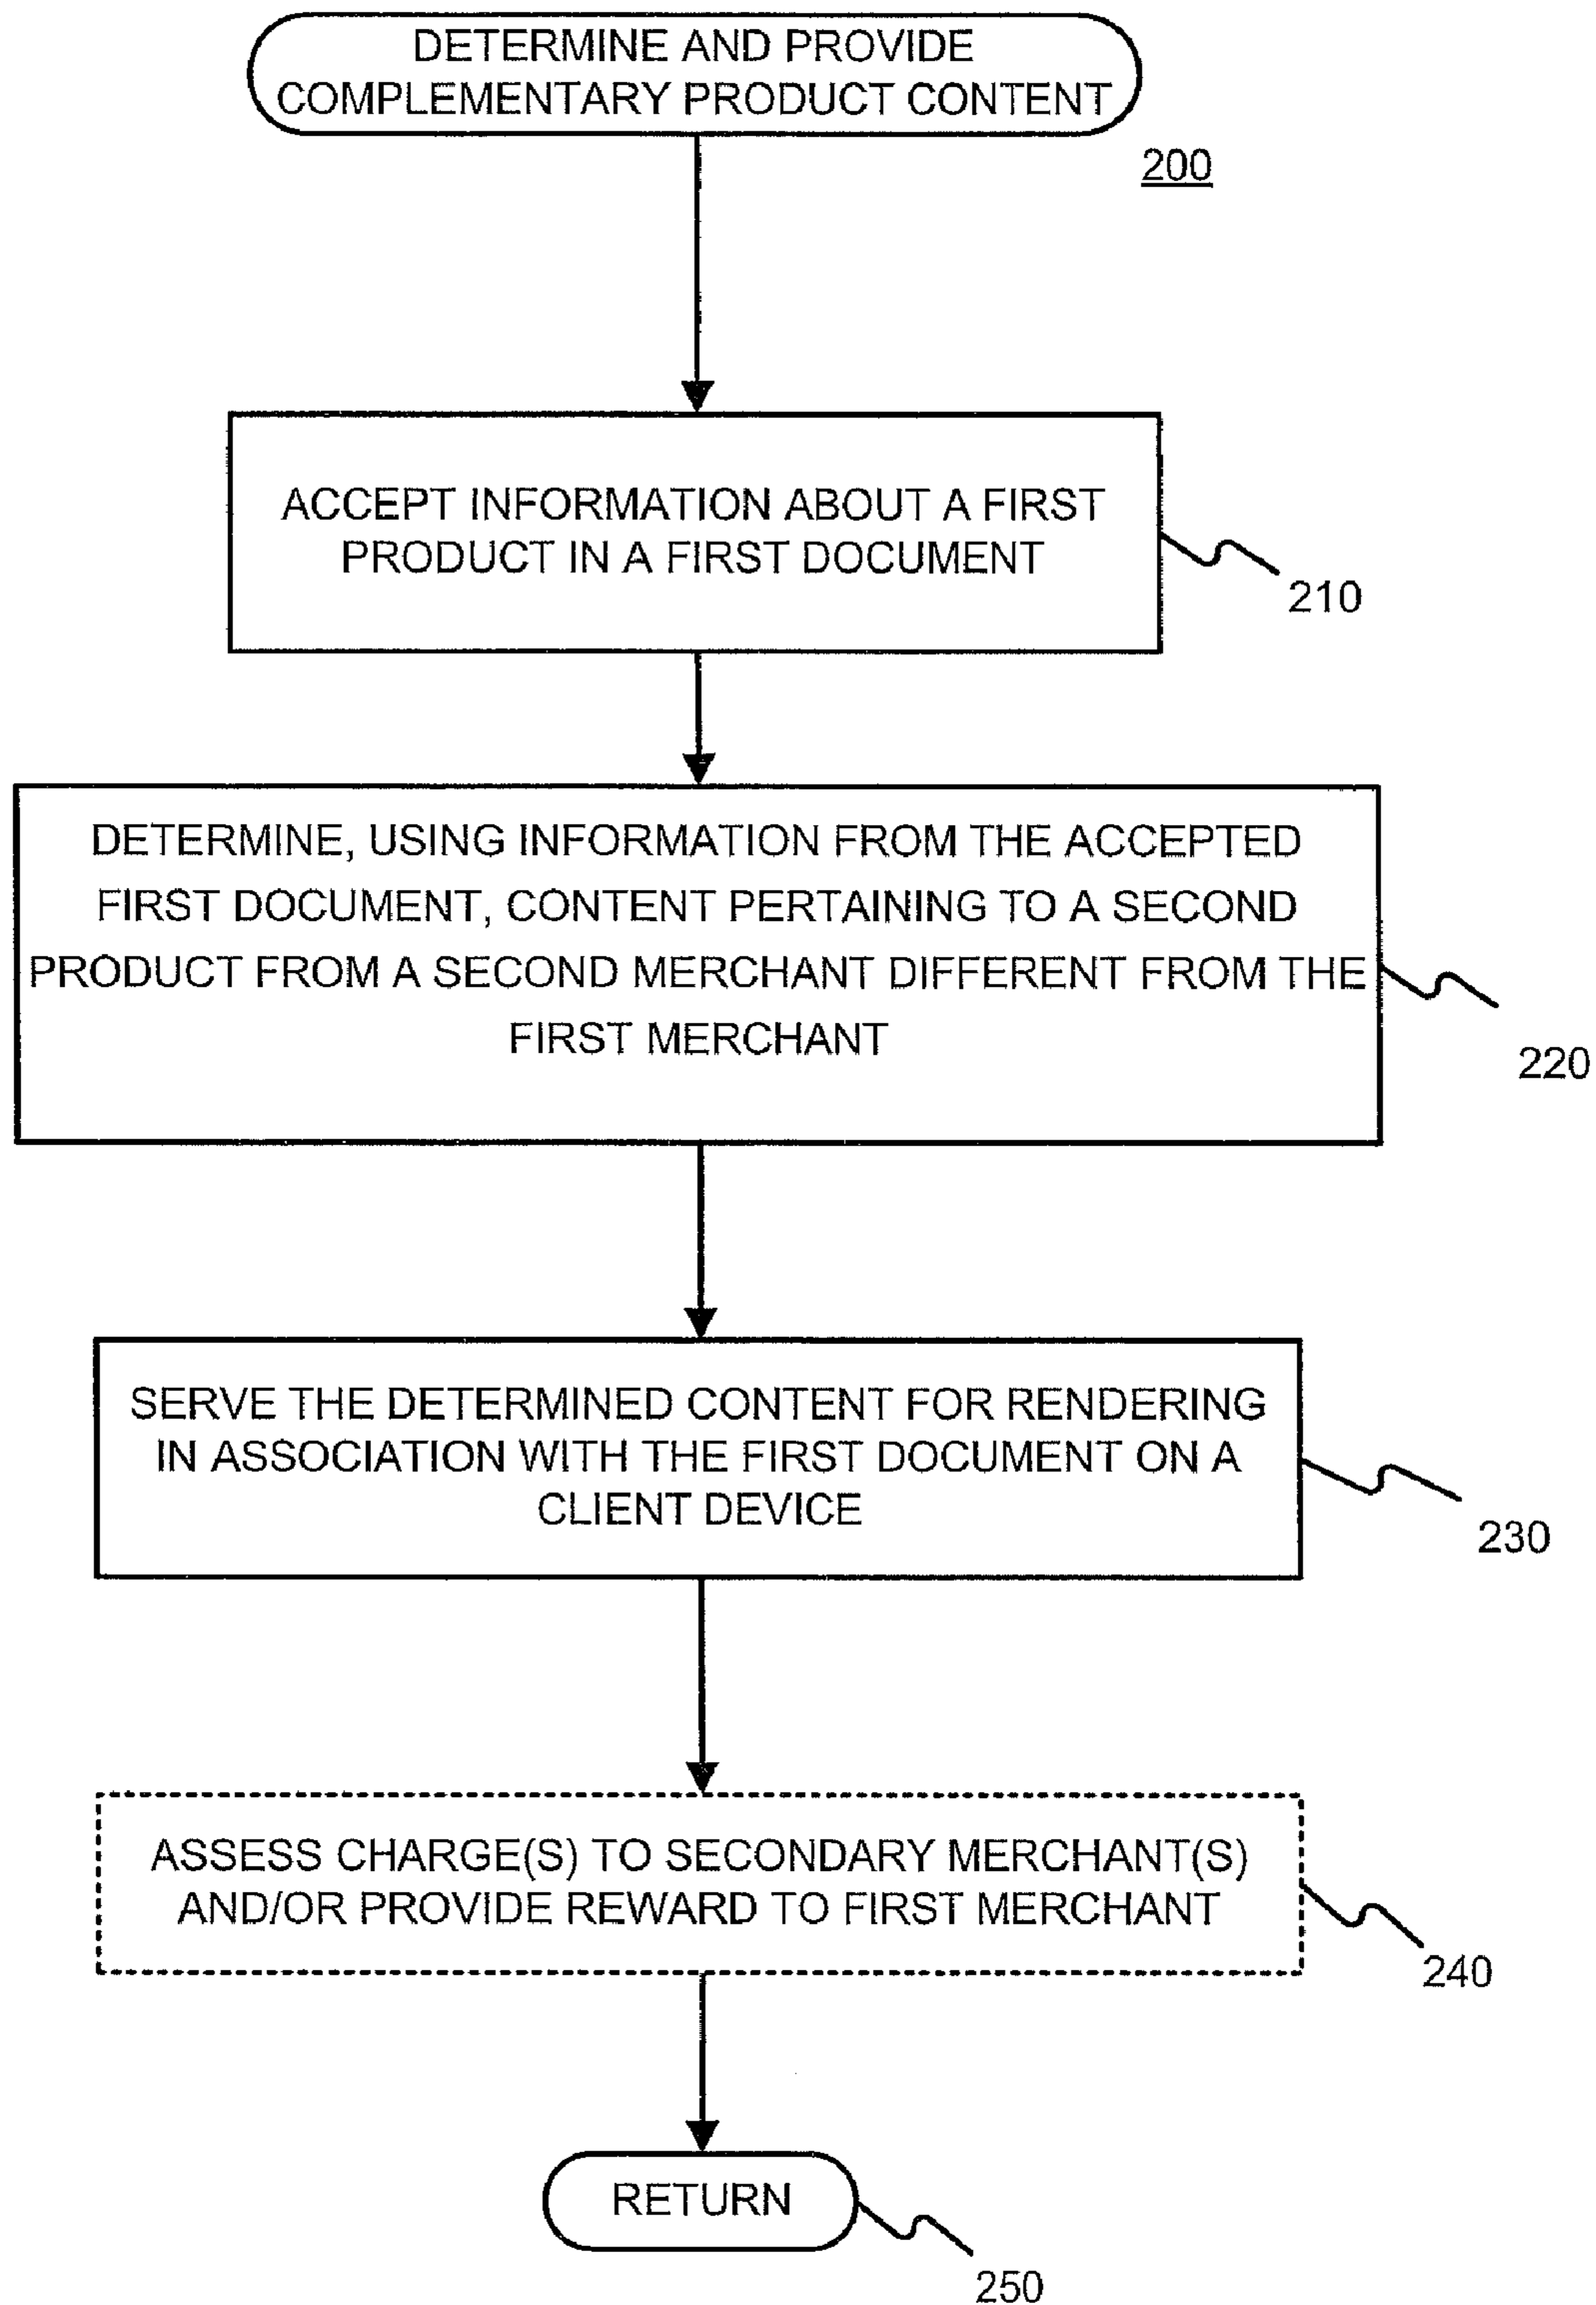 DETERMINE AND PROVIDE
COMPLEMENTARY PRODUCT CONTENT
200
ACCEPT INFORMATION ABOUT A FIRST
PRODUCT IN A FIRST DOCUMENT
210
DETERMINE, USING INFORMATION FROM THE ACCEPTED
FIRST DOCUMENT, CONTENT PERTAINING TO A SECOND
PRODUCT FROM A SECOND MERCHANT DIFFERENT FROM THE
FIRST MERCHANT
220
SERVE THE DETERMINED CONTENT FOR RENDERING
IN ASSOCIATION WITH THE FIRST DOCUMENT ON A
CLIENT DEVICE
230
ASSESS CHARGE(S) TO SECONDARY MERCHANT(S)
AND/OR PROVIDE REWARD TO FIRST MERCHANT
240
RETURN
250